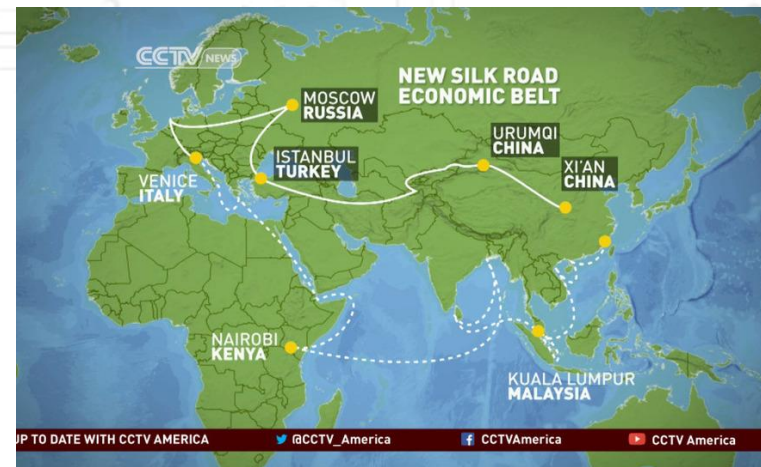 CCTV NEWS
NEW SILK ROAD
ECONOMIC BELT
MOSCOW
RUSSIA
URUMQI
CHINA
ISTANBUL
TURKEY
XI'AN
CHINA
VENICE
ITALY
NAIROBI
KENYA
KUALA LUMPUR
MALAYSIA
UP TO DATE WITH CCTV AMERICA
@CCTV_America
CCTVAmerica
CCTV America